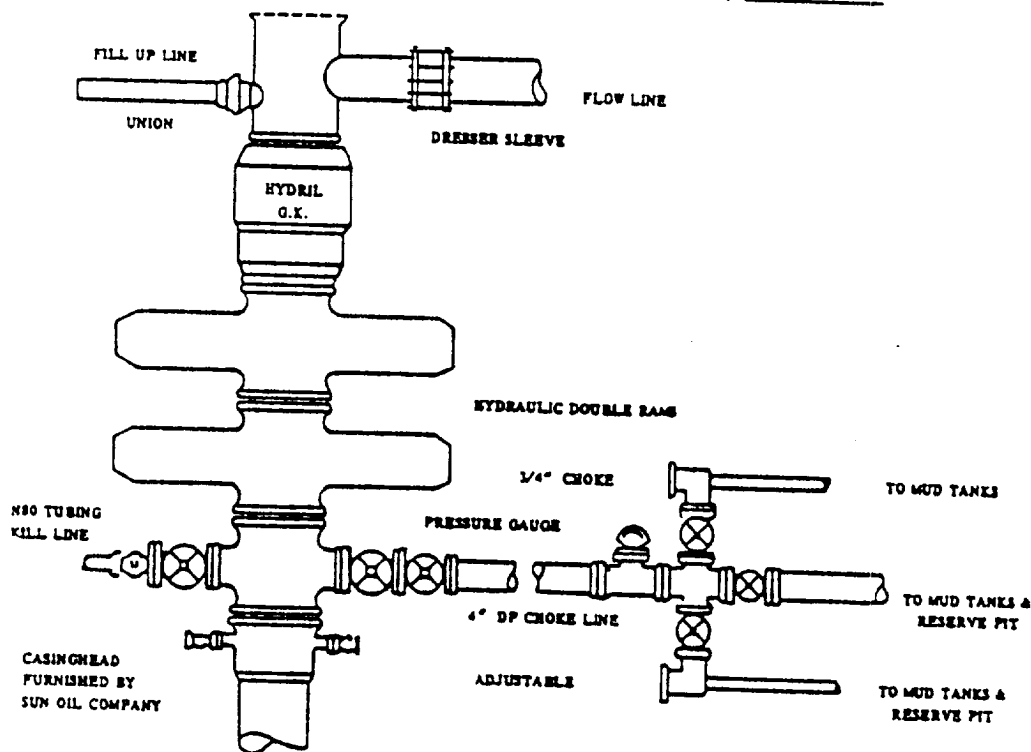 FILL UP LINE
UNION
FLOW LINE
DRESSER SLEEVE
HYDRIL
G.K.
HYDRAULIC DOUBLE RAMS
3/4" CHOKE
TO MUD TANKS
N80 TUBING
KILL LINE
PRESSURE GAUGE
4" DP CHOKE LINE
TO MUD TANKS &
RESERVE PIT
CASINGHEAD
FURNISHED BY
SUN OIL COMPANY
ADJUSTABLE
TO MUD TANKS &
RESERVE PIT